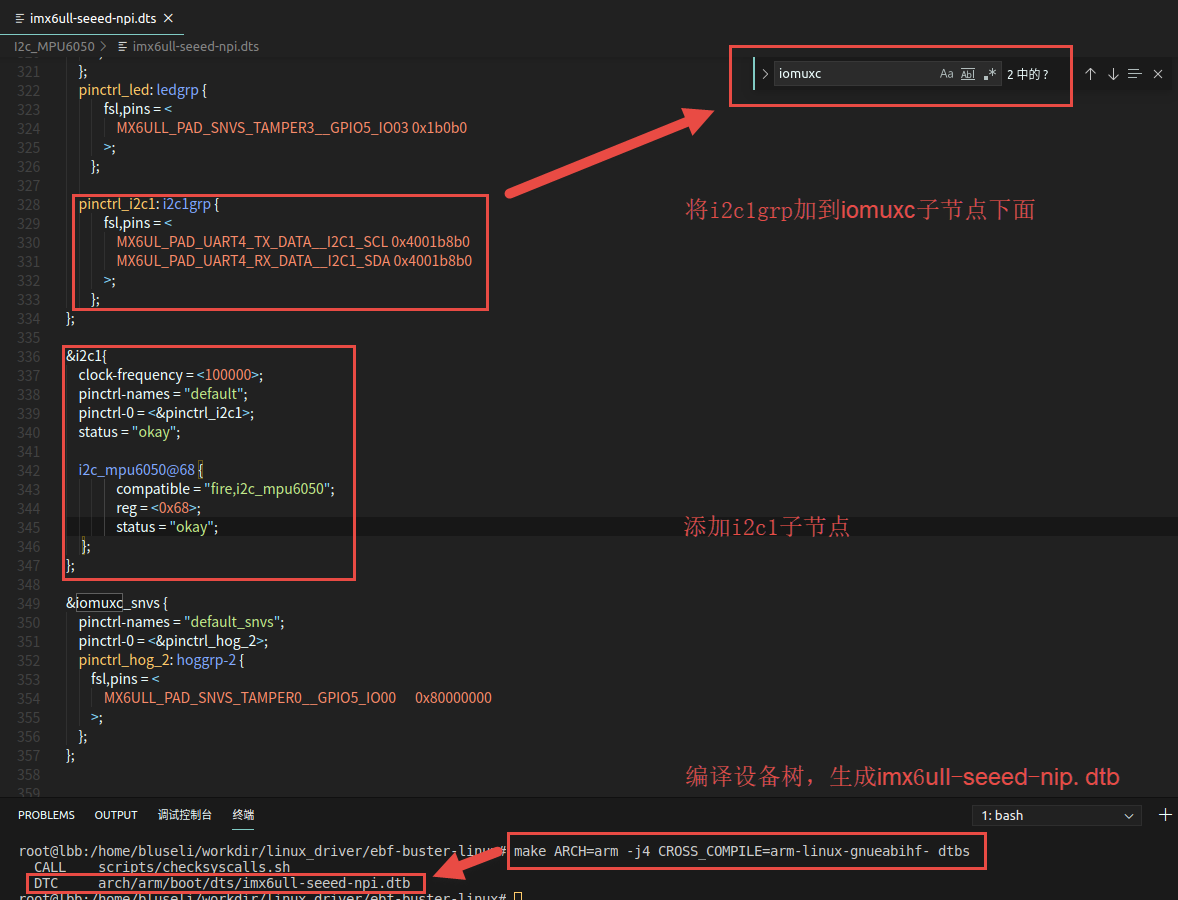 imx6ull-seeed-npi.dts
I2c_MPU6050 > imx6ull-seeed-npi.dts
iomuxc Aa Abl .* 2 中的 ?
321 };
322 pinctrl_led: ledgrp {
323 fsl,pins = <
324 MX6ULL_PAD_SNVS_TAMPER3__GPIO5_IO03 0x1b0b0
325 >;
326 };
327
328 pinctrl_i2c1: i2c1grp {
329 fsl,pins = <
330 MX6UL_PAD_UART4_TX_DATA__I2C1_SCL 0x4001b8b0
331 MX6UL_PAD_UART4_RX_DATA__I2C1_SDA 0x4001b8b0
332 >;
333 };
334 };
335
将i2c1grp加到iomuxc子节点下面
336 &i2c1{
337 clock-frequency = <100000>;
338 pinctrl-names = "default";
339 pinctrl-0 = <&pinctrl_i2c1>;
340 status = "okay";
341
342 i2c_mpu6050@68 {
343 compatible = "fire,i2c_mpu6050";
344 reg = <0x68>;
345 status = "okay";
346 };
347 };
348
添加i2c1子节点
349 &iomuxc_snvs {
350 pinctrl-names = "default_snvs";
351 pinctrl-0 = <&pinctrl_hog_2>;
352 pinctrl_hog_2: hoggrp-2 {
353 fsl,pins = <
354 MX6ULL_PAD_SNVS_TAMPER0__GPIO5_IO00 0x80000000
355 >;
356 };
357 };
358
359
编译设备树，生成imx6ull-seeed-nip. dtb
PROBLEMS OUTPUT 调试控制台 终端 1: bash
root@lbb:/home/bluseli/workdir/linux_driver/ebf-buster-linux# make ARCH=arm -j4 CROSS_COMPILE=arm-linux-gnueabihf- dtbs
CALL scripts/checksyscalls.sh
DTC arch/arm/boot/dts/imx6ull-seeed-npi.dtb
root@lbb:/home/bluseli/workdir/linux_driver/ebf-buster-linux#